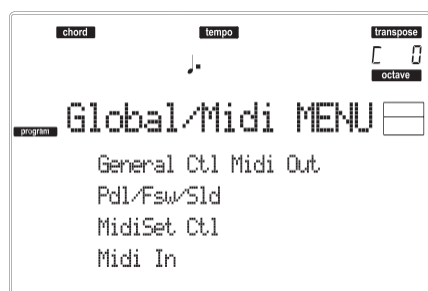 chord tempo transpose
C 0
octave
Global/Midi MENU
program
General Ctl Midi Out
Pdl/Fsw/Sld
MidiSet Ctl
Midi In